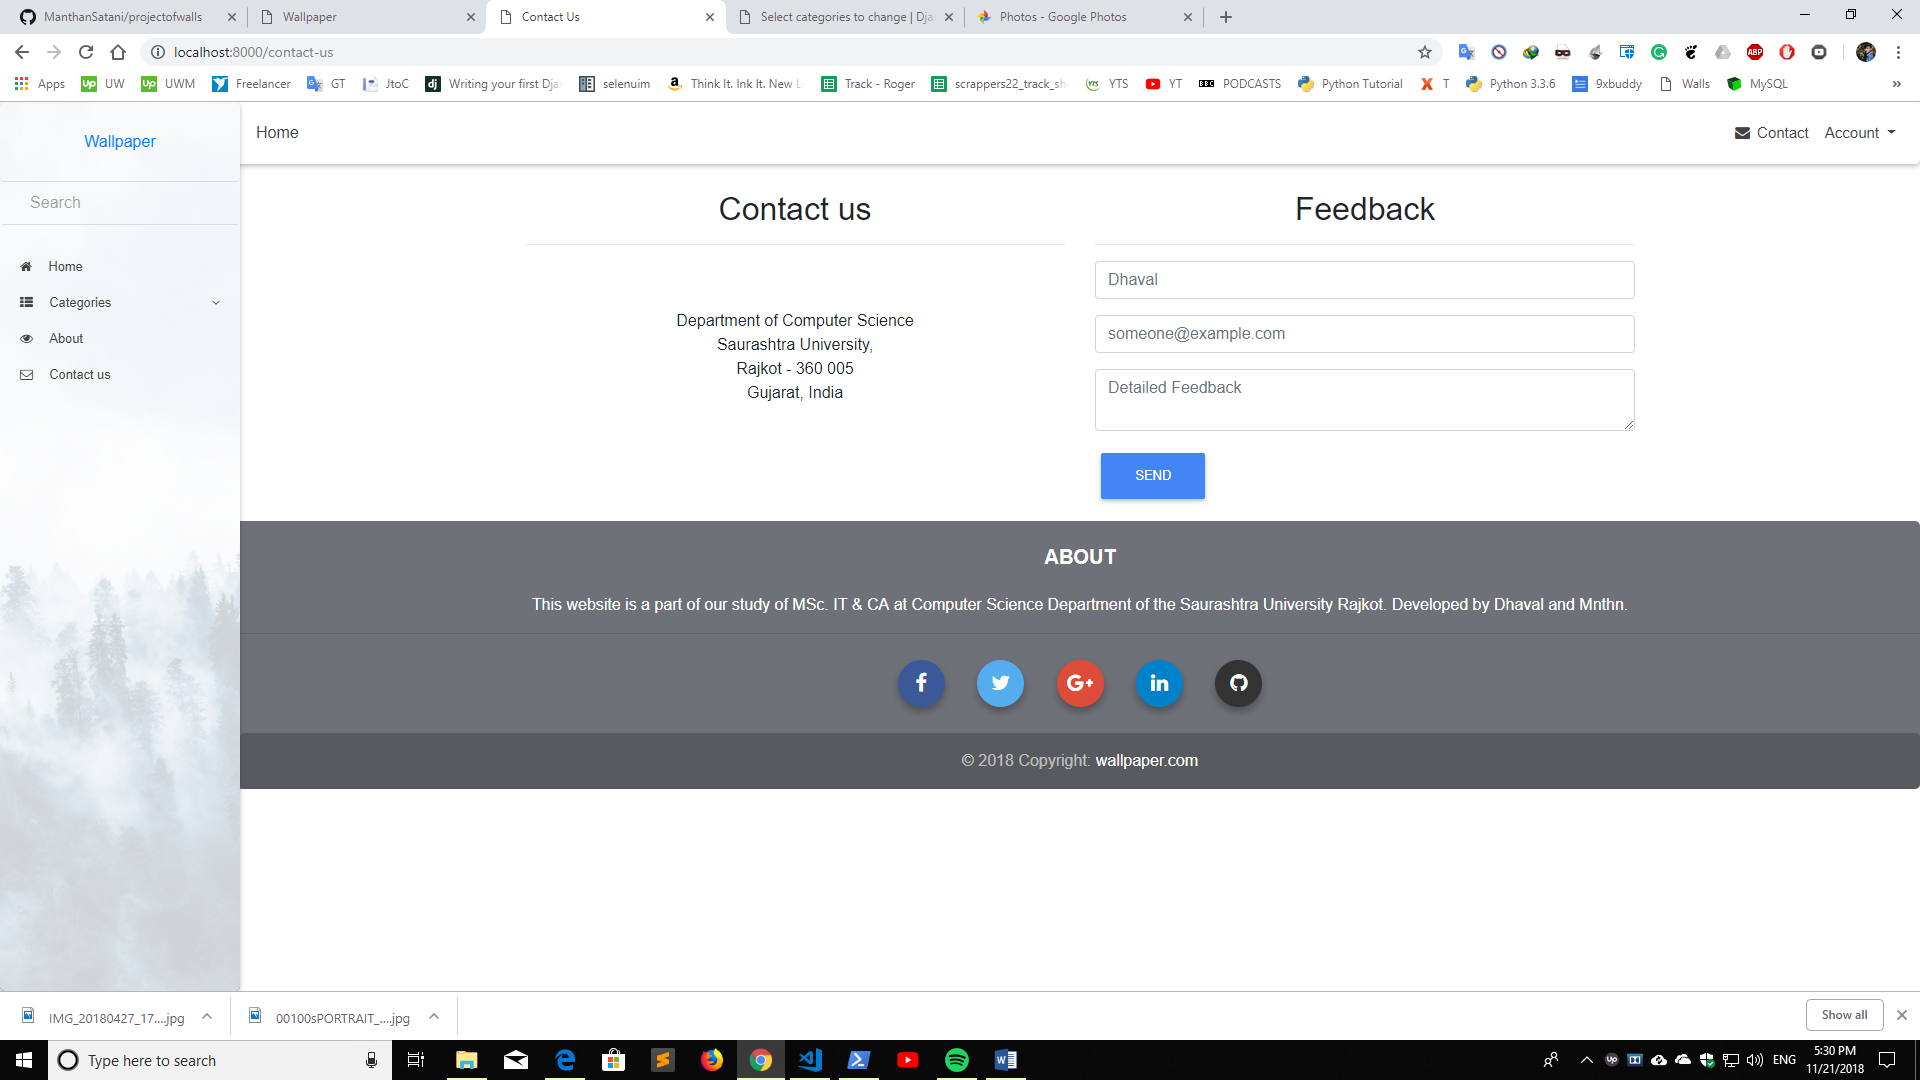 ManthanSatani/projectofwalls
Wallpaper
Contact Us
Select categories to change | Dja
Photos - Google Photos
localhost:8000/contact-us
Apps
UW
UWM
Freelancer
GT
JtoC
Writing your first Dja
selenuim
Think It. Ink It. New L
Track - Roger
scrappers22_track_sh
YTS
YT
PODCASTS
Python Tutorial
T
Python 3.3.6
9xbuddy
Walls
MySQL
»
Wallpaper
Home
Contact
Account
Search
Home
Categories
About
Contact us
Contact us
Department of Computer Science
Saurashtra University,
Rajkot - 360 005
Gujarat, India
Feedback
Dhaval
someone@example.com
Detailed Feedback
SEND
ABOUT
This website is a part of our study of MSc. IT & CA at Computer Science Department of the Saurashtra University Rajkot. Developed by Dhaval and Mnthn.
© 2018 Copyright: wallpaper.com
IMG_20180427_17....jpg
00100sPORTRAIT_....jpg
Show all
Type here to search
ENG
5:30 PM
11/21/2018